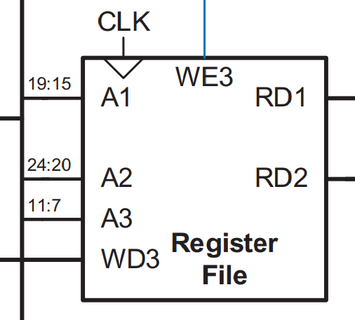 CLK
19:15
A1
WE3
RD1
24:20
A2
RD2
11:7
A3
WD3
Register
File